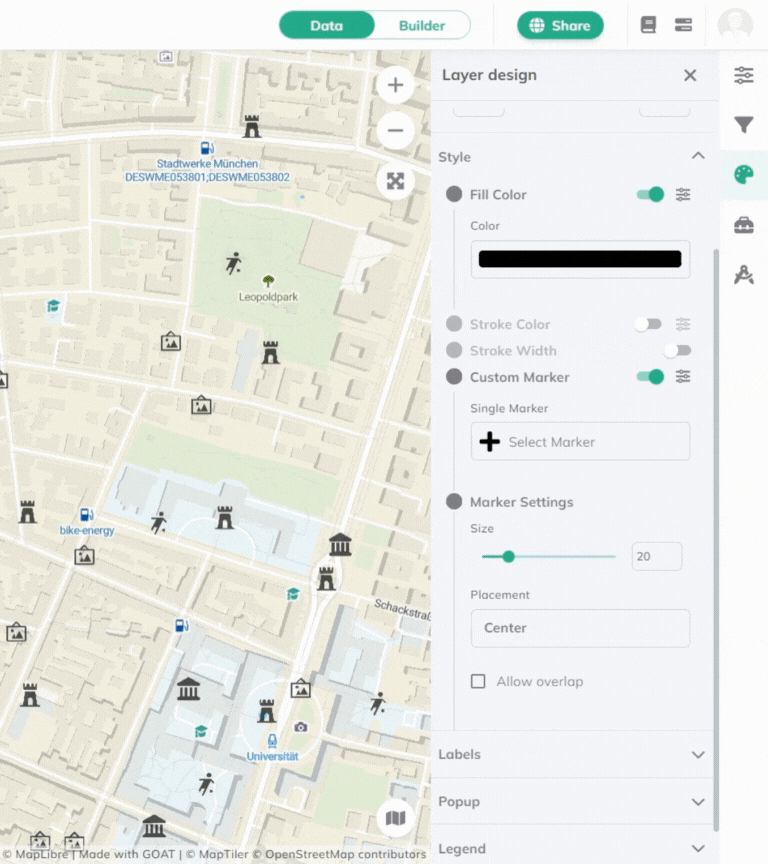 Data
Builder
Share
Layer design
Style
Fill Color
Color
Stroke Color
Stroke Width
Custom Marker
Single Marker
Select Marker
Marker Settings
Size
20
Placement
Center
Allow overlap
Labels
Popup
Legend
Stadtwerke München
DESWME053801;DESWME053802
Leopoldpark
bike-energy
Schackstraß
Universität
© MapLibre | Made with GOAT | © MapTiler © OpenStreetMap contributors